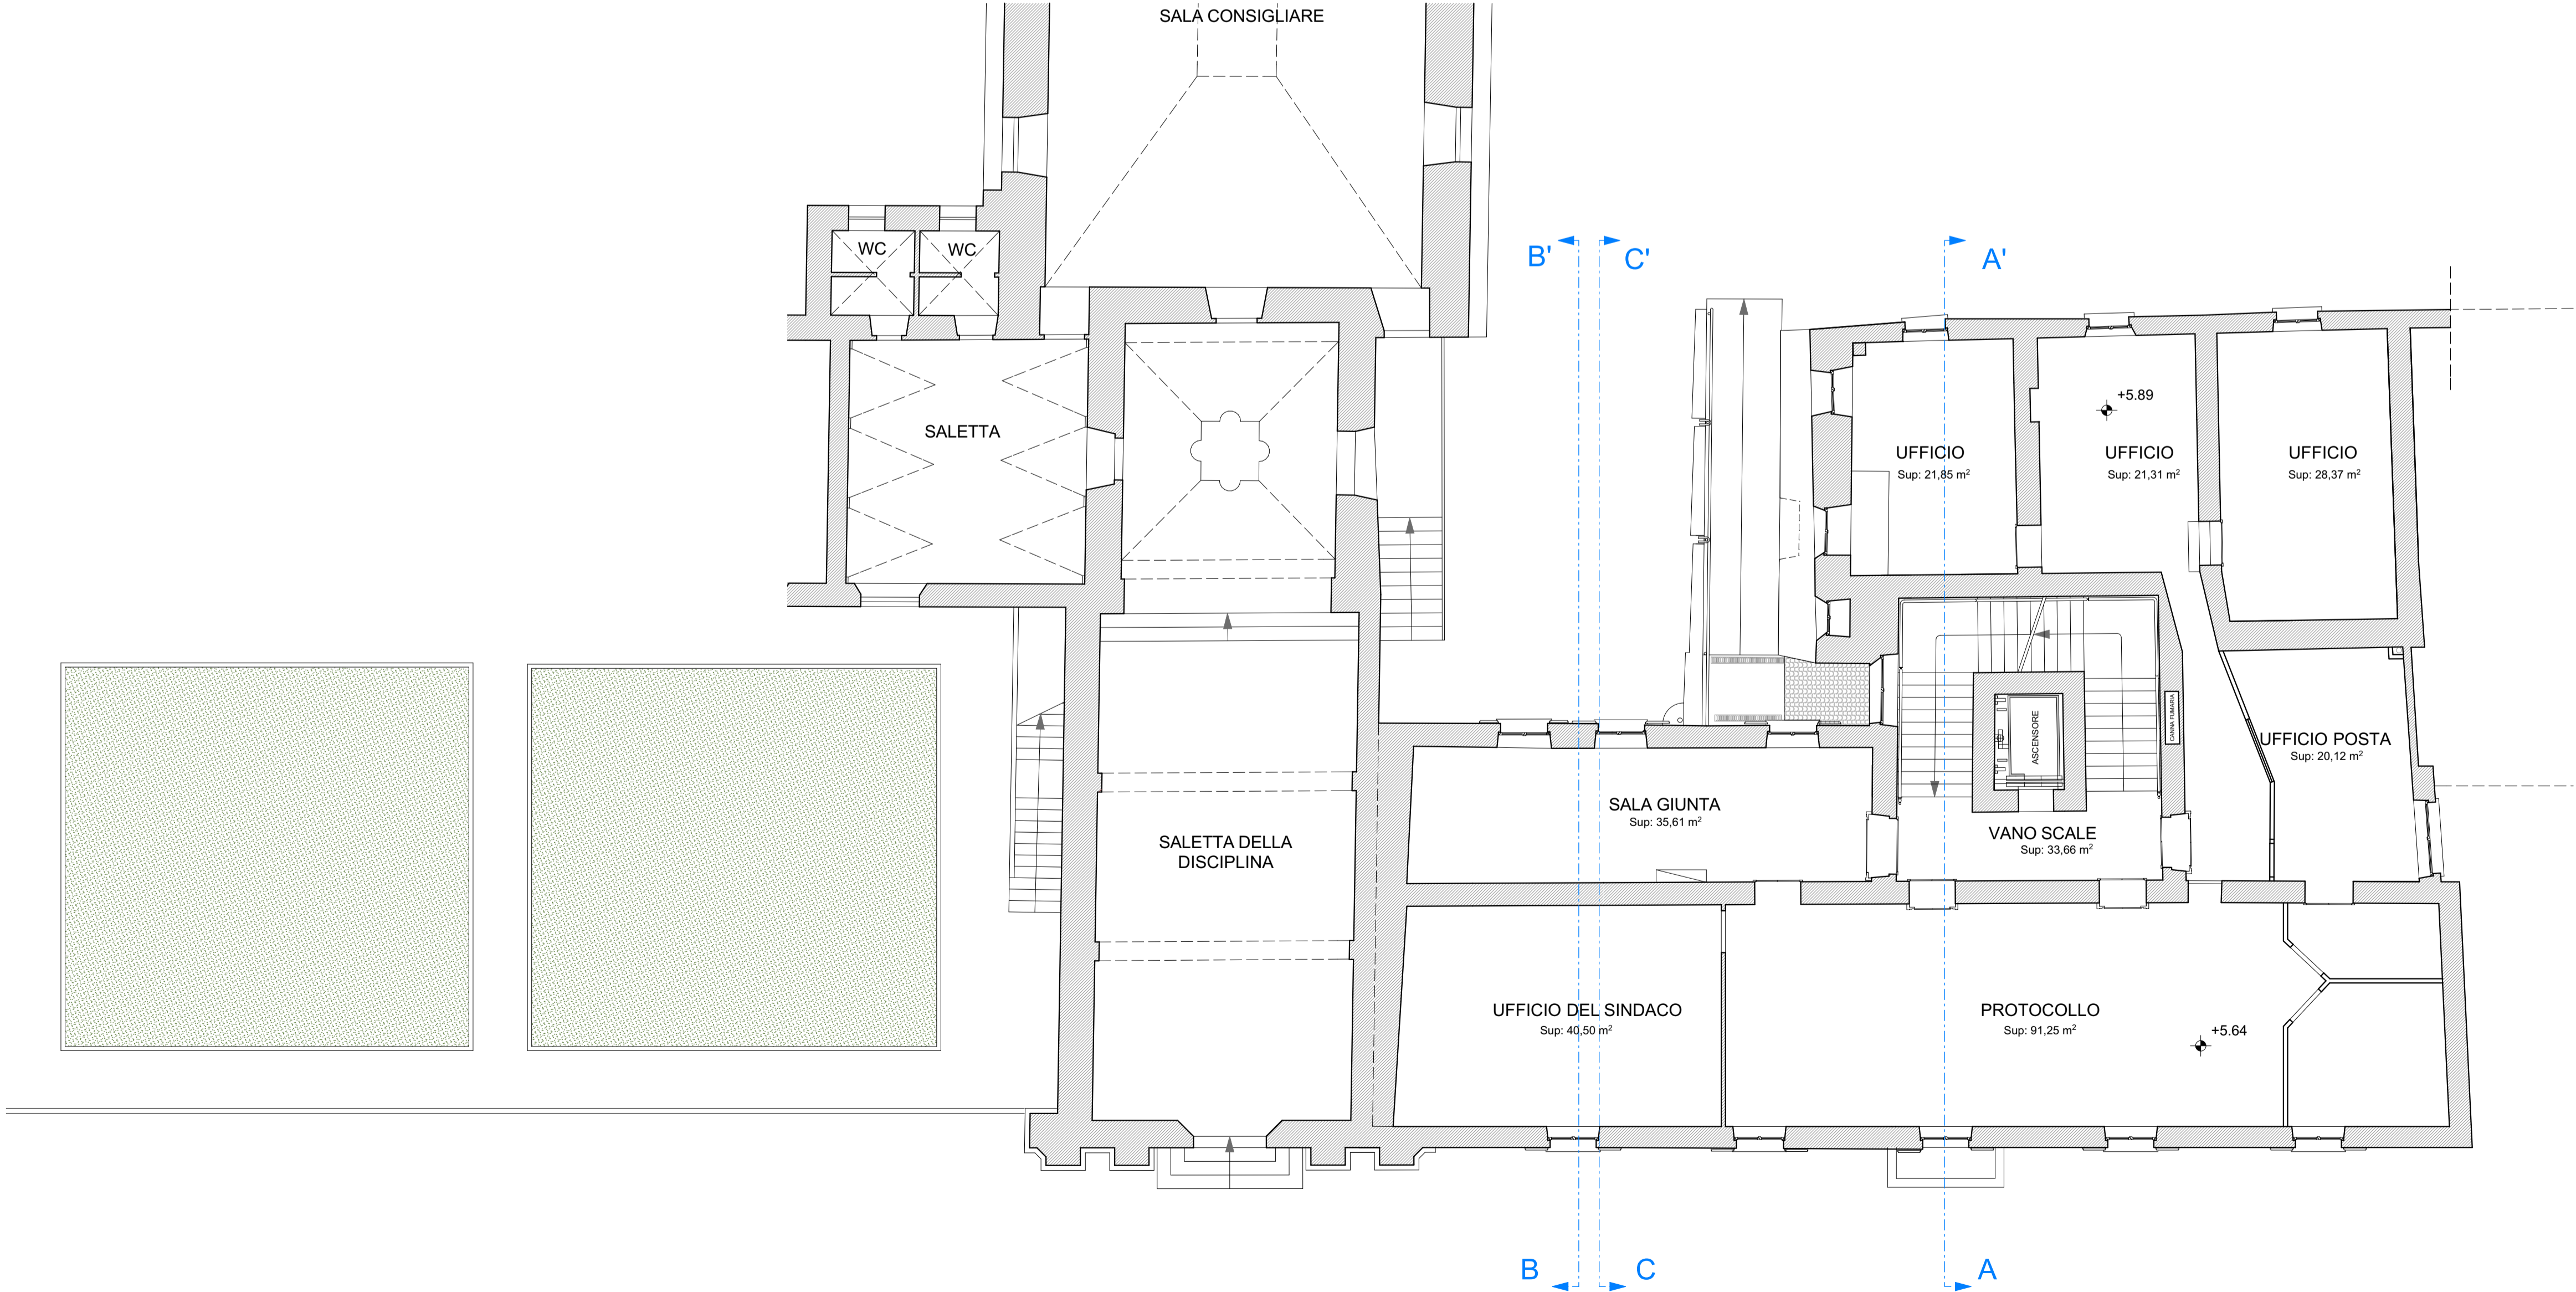 SALA CONSIGLIARE
WC
WC
B'
C'
A'
+5.89
SALETTA
UFFICIO
Sup: 21,85 m²
UFFICIO
Sup: 21,31 m²
UFFICIO
Sup: 28,37 m²
CANNA FUMARIA
ASCENSORE
UFFICIO POSTA
Sup: 20,12 m²
SALA GIUNTA
Sup: 35,61 m²
VANO SCALE
Sup: 33,66 m²
SALETTA DELLA
DISCIPLINA
UFFICIO DEL SINDACO
Sup: 40,50 m²
PROTOCOLLO
Sup: 91,25 m²
+5.64
B
C
A